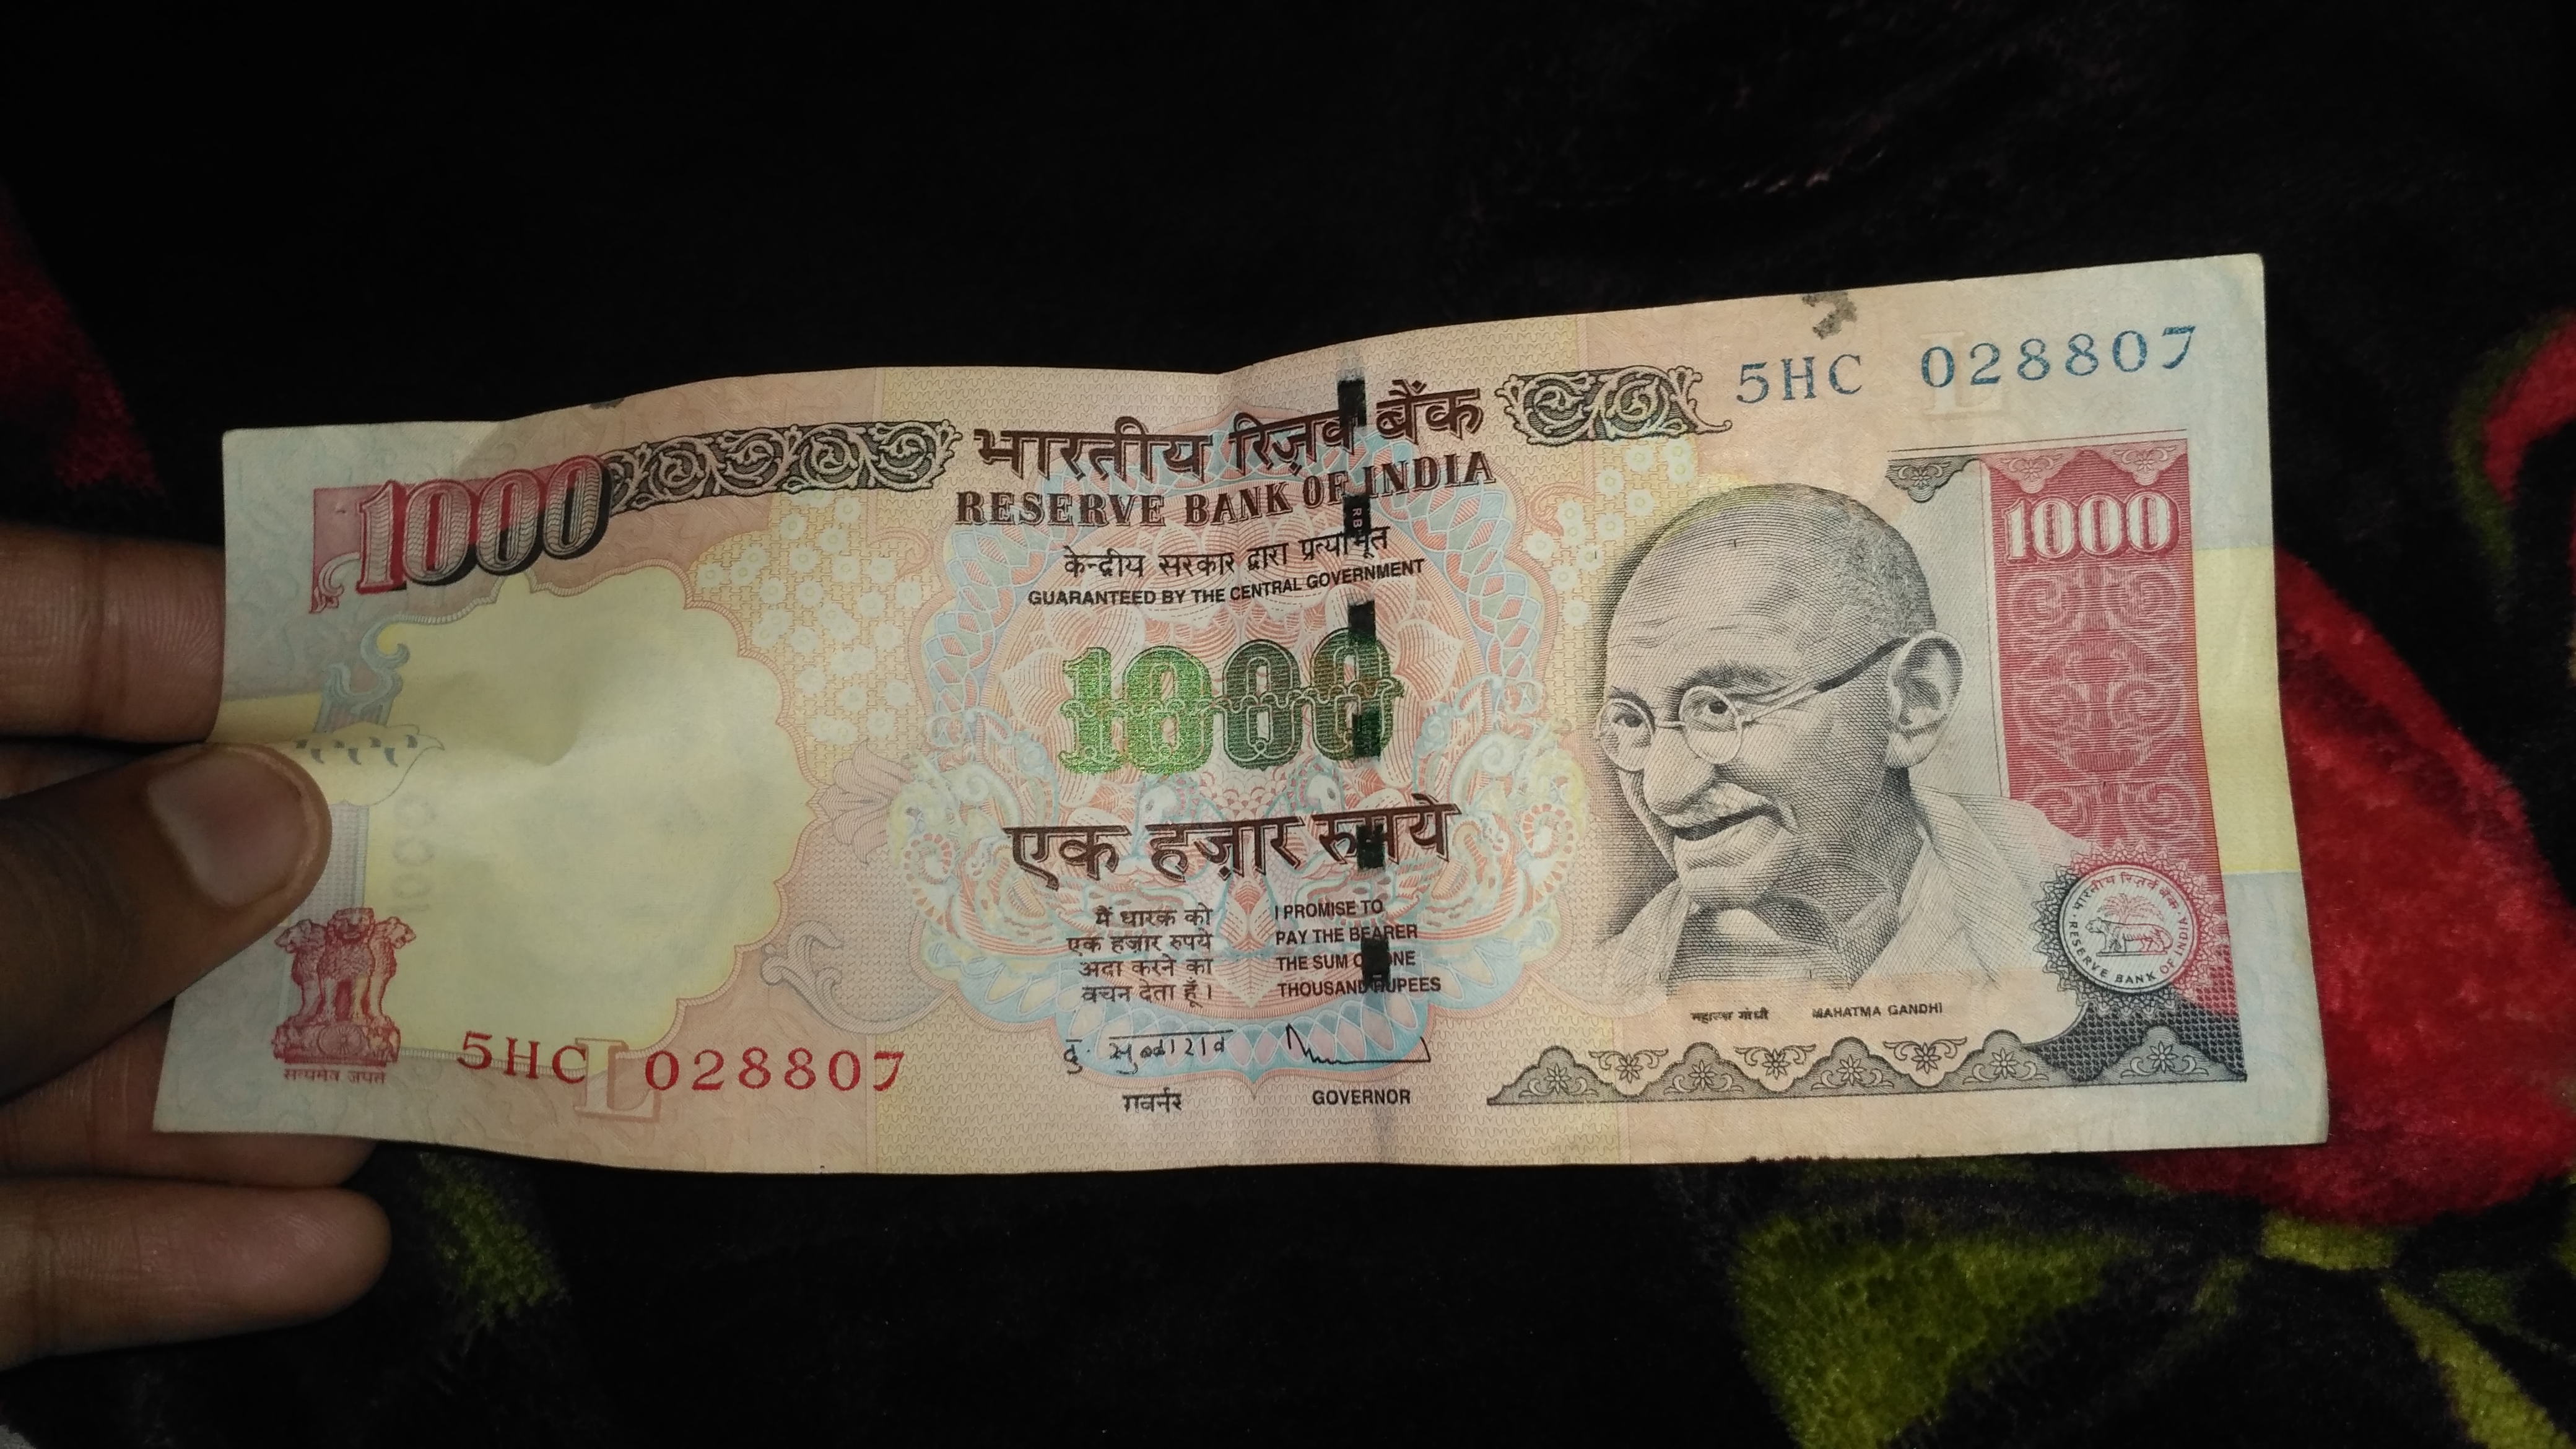 5HC 028807
भारतीय रिज़र्व बैंक
RESERVE BANK OF INDIA
1000
1000
केन्द्रीय सरकार द्वारा प्रत्याभूत
GUARANTEED BY THE CENTRAL GOVERNMENT
1000
एक हज़ार रुपये
मैं धारक को
एक हज़ार रुपये
अदा करने का
वचन देता हूँ।
I PROMISE TO
PAY THE BEARER
THE SUM OF ONE
THOUSAND RUPEES
भारतीय रिज़र्व बैंक
RESERVE BANK OF INDIA
महात्मा गांधी MAHATMA GANDHI
सत्यमेव जयते
5HC 028807
L
गवर्नर
GOVERNOR